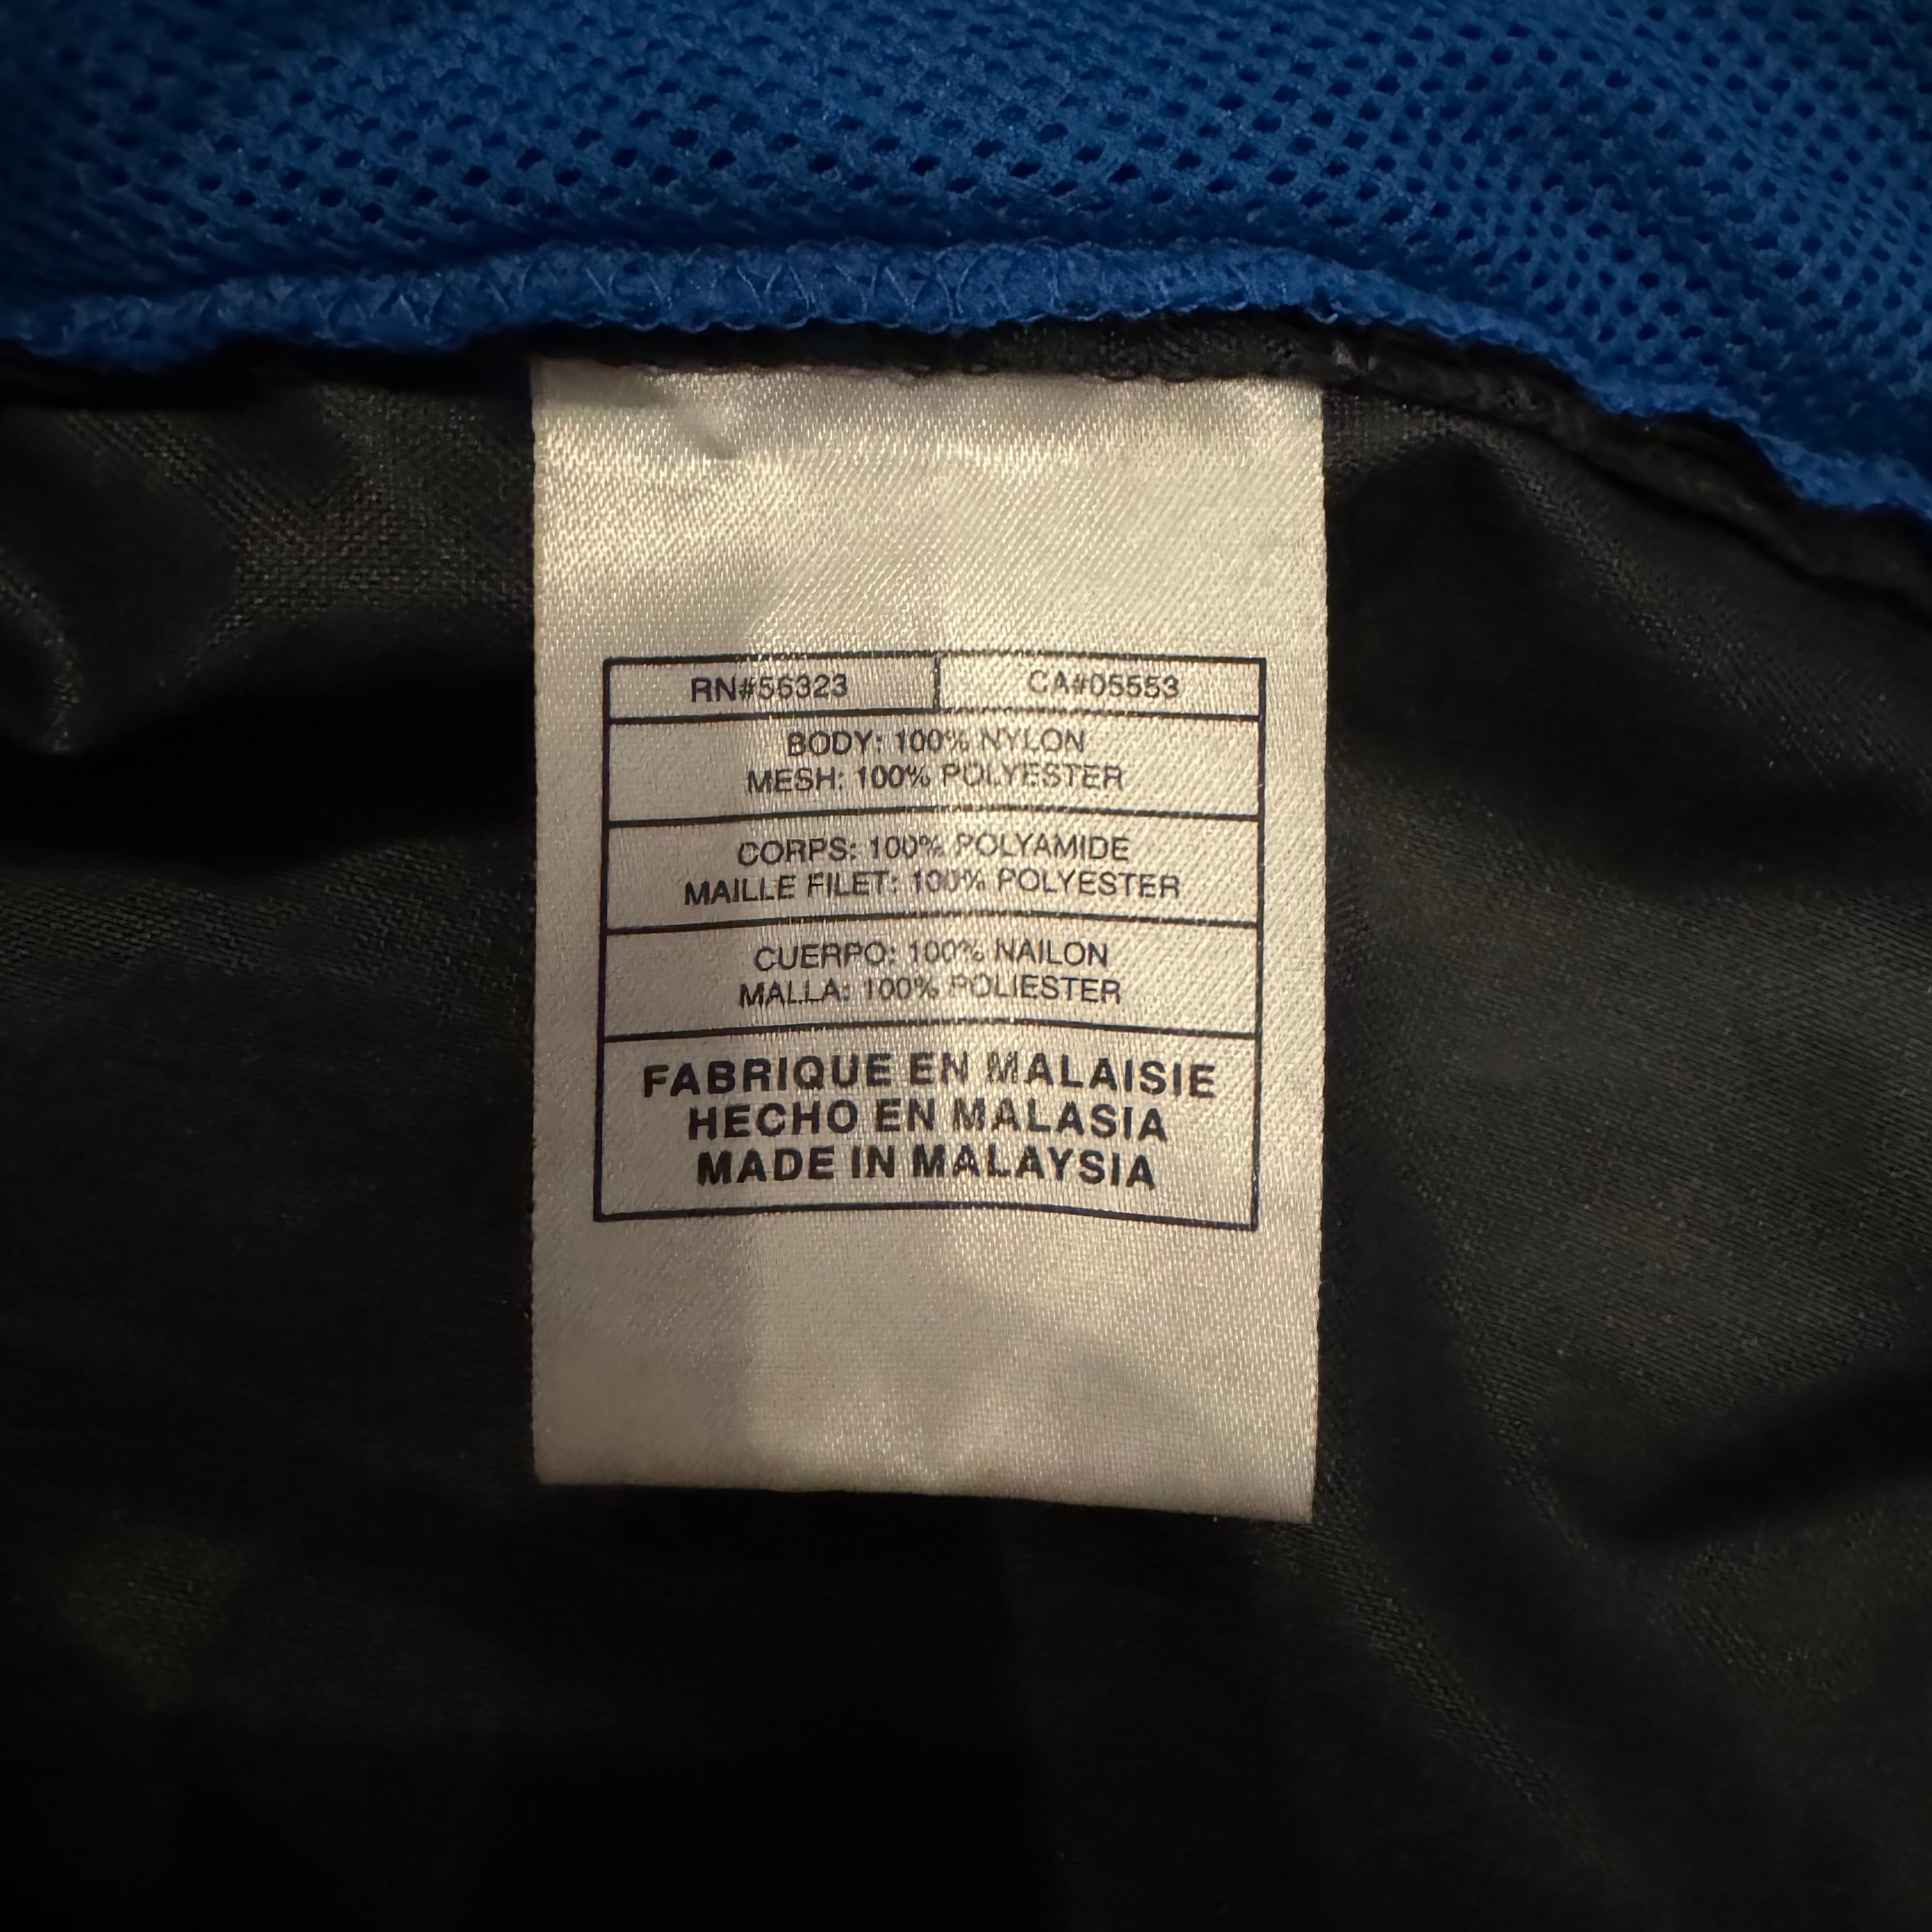 RN#56323 CA#05553
BODY: 100% NYLON
MESH: 100% POLYESTER
CORPS: 100% POLYAMIDE
MAILLE FILET: 100% POLYESTER
CUERPO: 100% NAILON
MALLA: 100% POLIESTER
FABRIQUE EN MALAISIE
HECHO EN MALASIA
MADE IN MALAYSIA